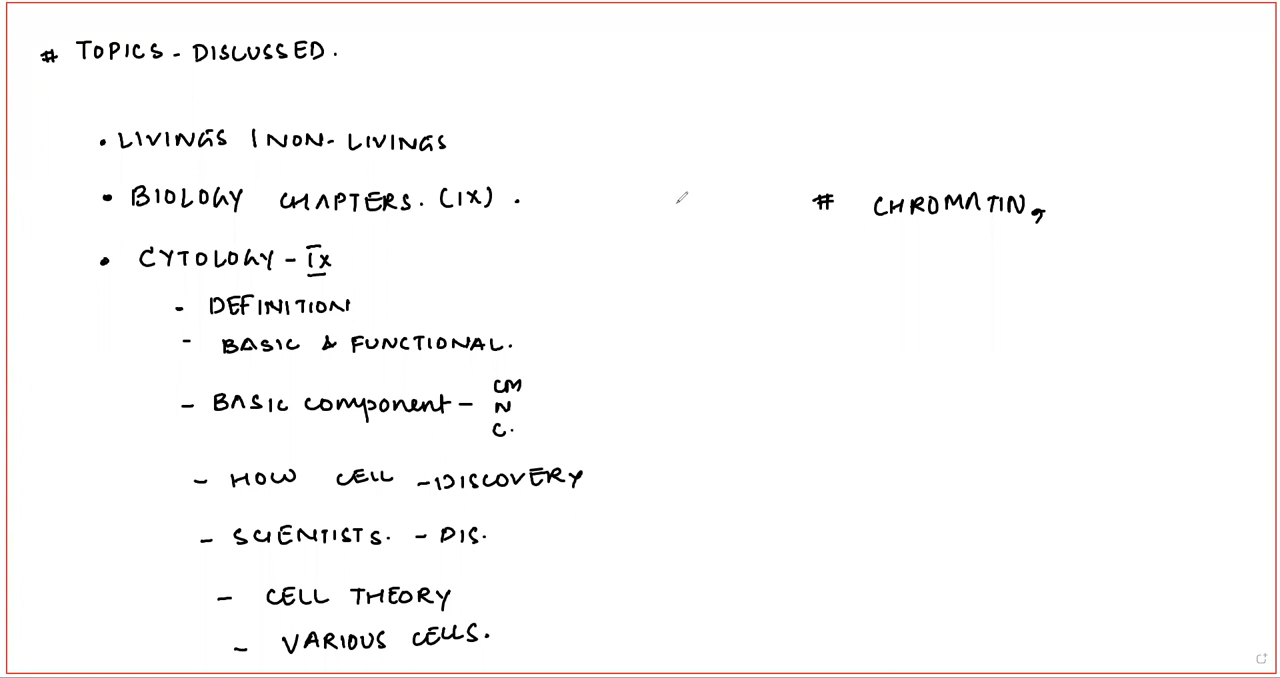 # TOPICS - DISCUSSED.
• LIVINGS | NON- LIVINGS
• BIOLOGY CHAPTERS. (IX) .
# CHROMATIN,
• CYTOLOGY - IX
- DEFINITION
- BASIC & FUNCTIONAL.
- BASIC component - CM
N
C.
- HOW CELL - DISCOVERY
- SCIENTISTS. - DIS.
- CELL THEORY
- VARIOUS CELLS.